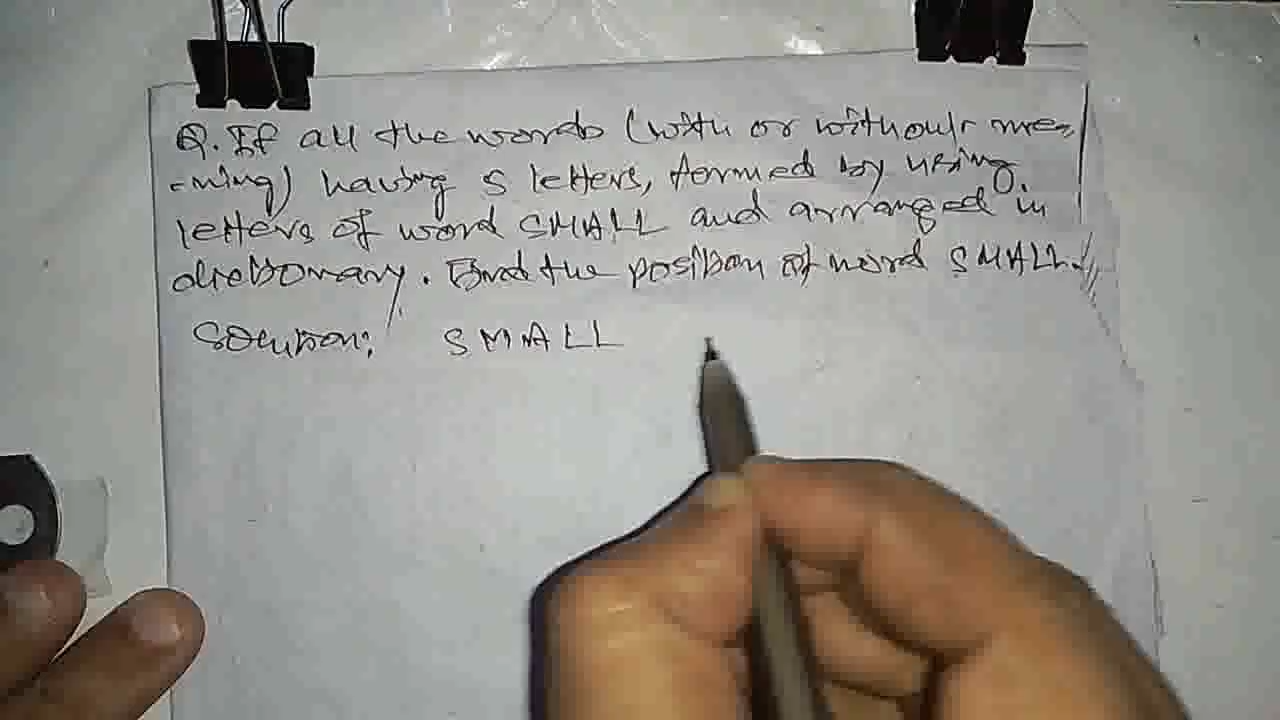 Q. If all the words (with or without mea-
-ning) having 5 letters, formed by using
letters of word SMALL and arranged in
dictionary. Find the position of word SMALL.
Solution: SMALL